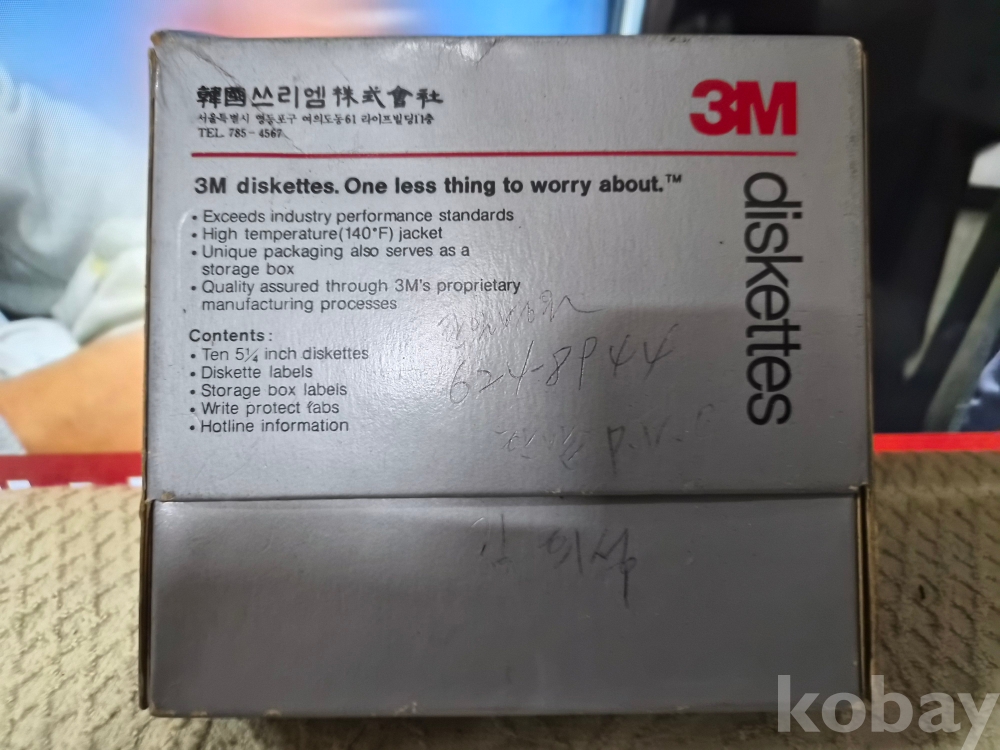 韓國쓰리엠株式會社
서울특별시 영등포구 여의도동61 라이프빌딩11층
TEL. 785-4567
3M
diskettes
3M diskettes. One less thing to worry about.™
• Exceeds industry performance standards
• High temperature(140°F) jacket
• Unique packaging also serves as a
storage box
• Quality assured through 3M's proprietary
manufacturing processes
Contents:
• Ten 5¼ inch diskettes
• Diskette labels
• Storage box labels
• Write protect tabs
• Hotline information
624-8944
kobay